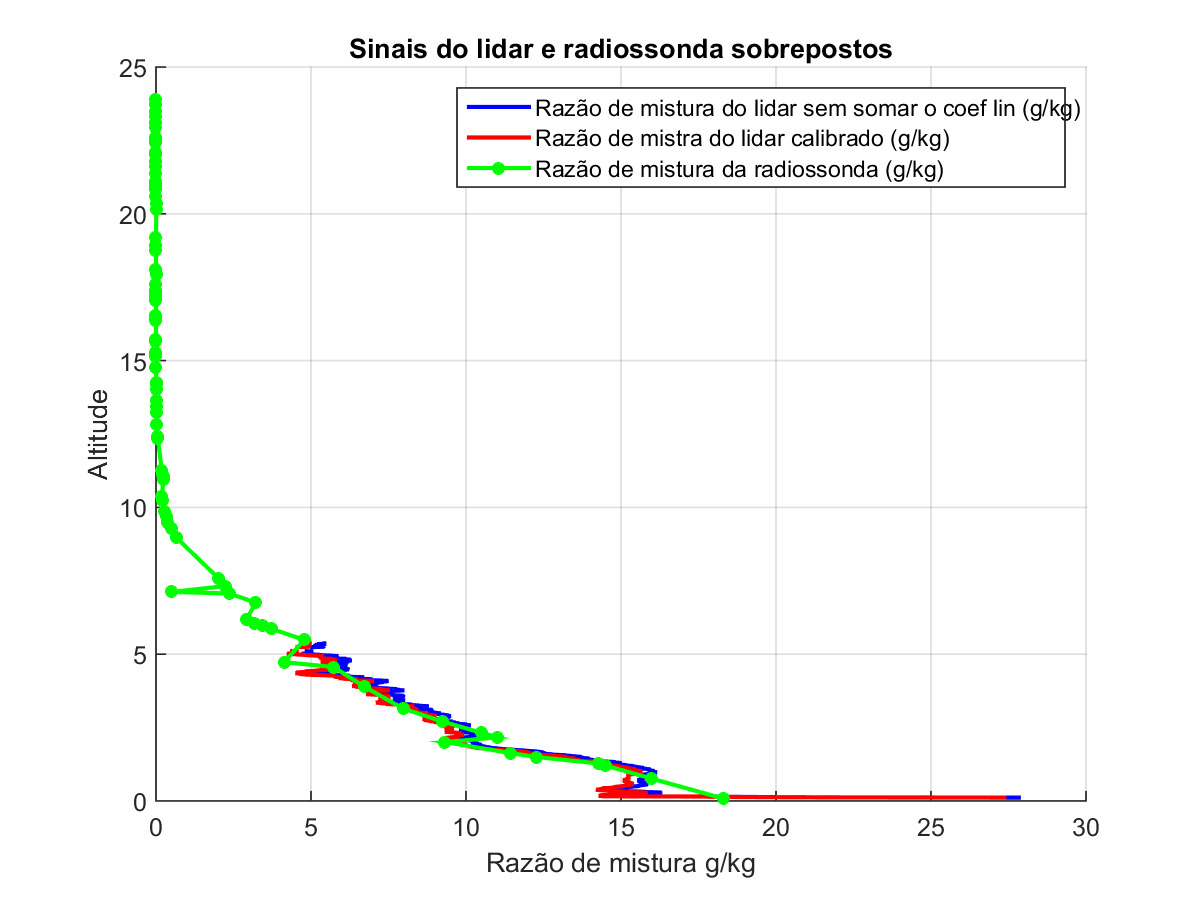 Sinais do lidar e radiossonda sobrepostos
25
Razão de mistura do lidar sem somar o coef lin (g/kg)
Razão de mistra do lidar calibrado (g/kg)
Razão de mistura da radiossonda (g/kg)
20
15
Altitude
10
5
0
0 5 10 15 20 25 30
Razão de mistura g/kg